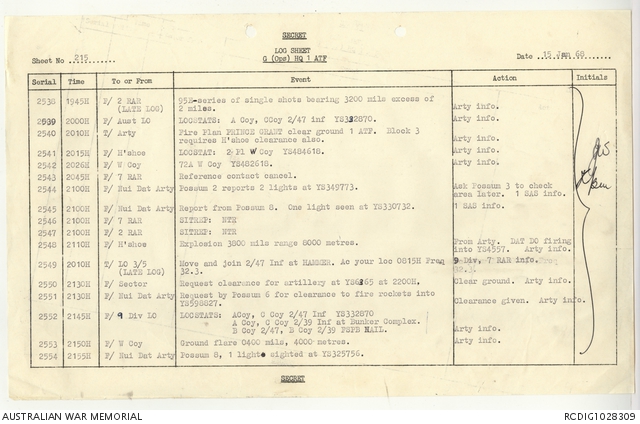 SECRET
LOG SHEET
G (Ops) HQ 1 ATF
Sheet No 215
Date 15 Jan 68
Serial Time To or From Event Action Initials
2538 1945H F/ 2 RAR 95R-series of single shots bearing 3200 mils excess of Arty info.
(LATE LOG) 2 miles.
2539 2000H F/ Aust LO LOCSTATS: A Coy, C Coy 2/47 inf YS332870. Arty info.
2540 2010H T/ Arty Fire Plan PRINCE GRANT clear ground 1 ATF. Block 3 Arty info.
requires H'shoe clearance also.
2541 2015H F/ H'shoe LOCSTAT: 2 Pl W Coy YS484618. Arty info.
2542 2026H F/ W Coy 72A W Coy YS482618. Arty info.
2543 2045H F/ 7 RAR Reference contact cancel.
2544 2100H F/ Nui Dat Arty Possum 2 reports 2 lights at YS349773. Ask Possum 3 to check
area later. 1 SAS info.
2545 2100H F/ Nui Dat Arty Report from Possum 8. One light seen at YS330732. 1 SAS info.
2546 2100H F/ 7 RAR SITREP: NTR
2547 2100H F/ 2 RAR SITREP: NTR
2548 2110H F/ H'shoe Explosion 3800 mils range 8000 metres. From Arty. DAT DO firing
into YS4557. Arty info.
2549 2010H T/ LO 3/5 Move and join 2/47 Inf at HAMMER. Ac your loc 0815H Freq 9 Div, 7 RAR info. Freq
(LATE LOG) 32.3. 32.3.
2550 2130H F/ Sector Request clearance for artillery at YS6265 at 2200H. Clear ground. Arty info.
2551 2130H F/ Nui Dat Arty Request by Possum 6 for clearance to fire rockets into Clearance given. Arty info.
YS598827.
2552 2145H F/ 9 Div LO LOCSTATS: ACoy, C Coy 2/47 Inf YS332870
A Coy, C Coy 2/39 Inf at Bunker Complex.
B Coy 2/47, B Coy 2/39 FSPB NAIL. Arty info.
2553 2150H F/ W Coy Ground flare 0400 mils, 4000 metres. Arty info.
2554 2155H F/ Nui Dat Arty Possum 8, 1 light sighted at YS325756.
SECRET
AUSTRALIAN WAR MEMORIAL
RCDIG1028309